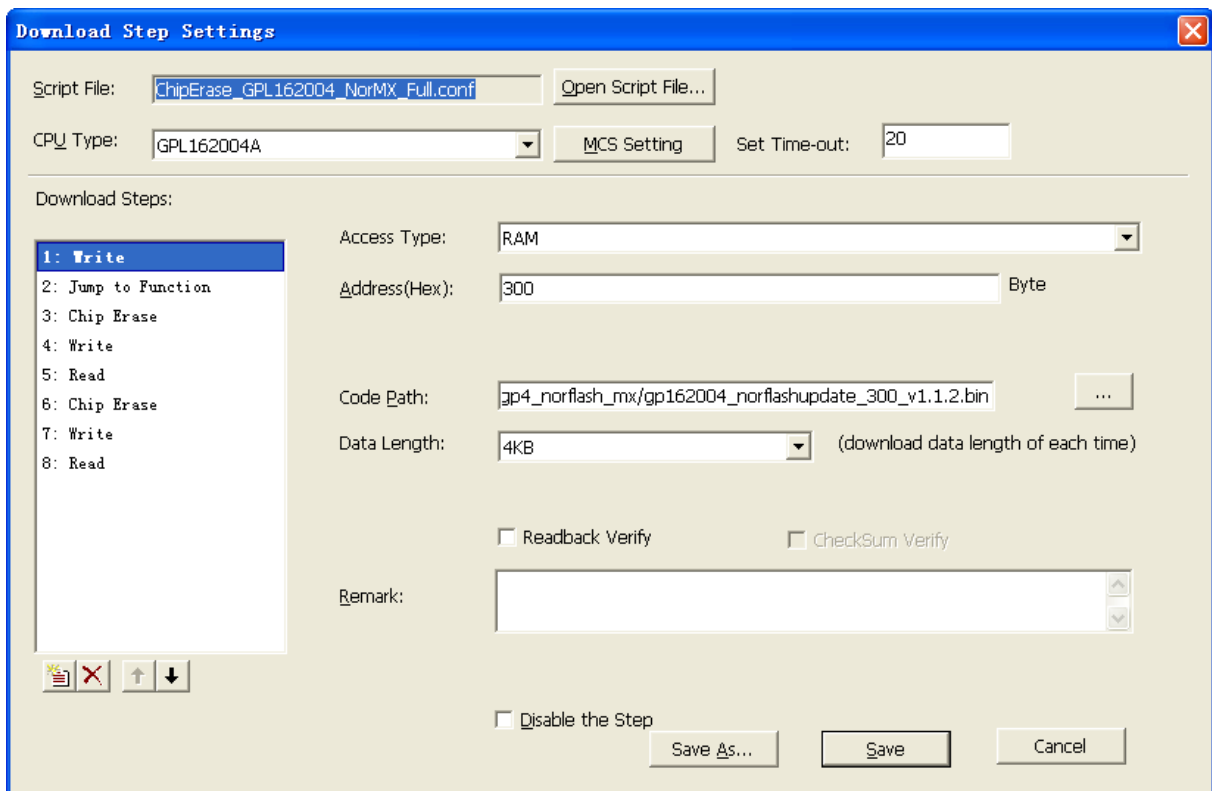 Download Step Settings
Script File: ChipErase_GPL162004_NorMX_Full.conf Open Script File...
CPU Type: GPL162004A MCS Setting Set Time-out: 20
Download Steps:
1: Write
2: Jump to Function
3: Chip Erase
4: Write
5: Read
6: Chip Erase
7: Write
8: Read
Access Type: RAM
Address(Hex): 300 Byte
Code Path: gp4_norflash_mx/gp162004_norflashupdate_300_v1.1.2.bin ...
Data Length: 4KB (download data length of each time)
Readback Verify CheckSum Verify
Remark:
Disable the Step
Save As... Save Cancel